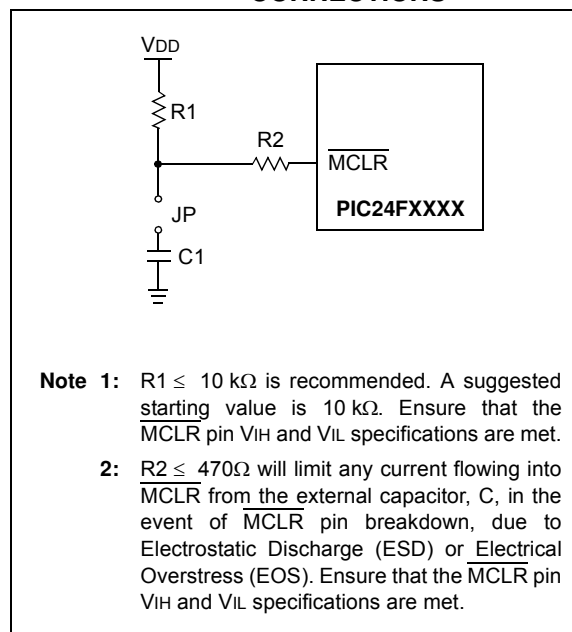 VDD
R1
R2
MCLR
PIC24FXXXX
JP
C1
Note 1: R1 ≤ 10 kΩ is recommended. A suggested
starting value is 10 kΩ. Ensure that the
MCLR pin VIH and VIL specifications are met.
2: R2 ≤ 470Ω will limit any current flowing into
MCLR from the external capacitor, C, in the
event of MCLR pin breakdown, due to
Electrostatic Discharge (ESD) or Electrical
Overstress (EOS). Ensure that the MCLR pin
VIH and VIL specifications are met.